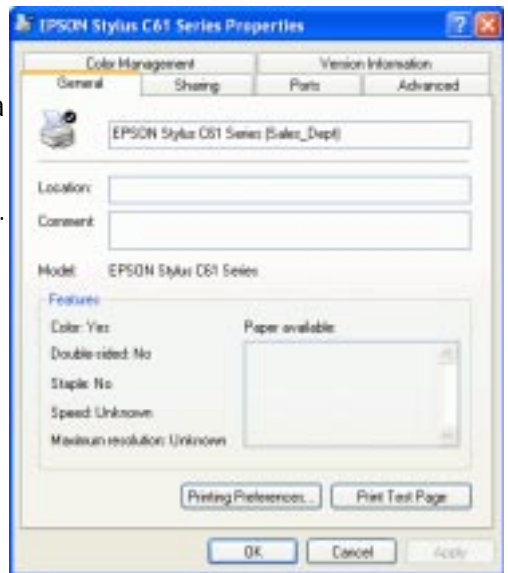 EPSON Stylus C61 Series Properties
Color Management Version Information
General Sharing Ports Advanced
a
EPSON Stylus C61 Series (Sales_Dept)
Location:
.
Comment:
Model: EPSON Stylus C61 Series
Features
Color: Yes Paper available:
Double-sided: No
Staple: No
Speed: Unknown
Maximum resolution: Unknown
Printing Preferences... Print Test Page
OK Cancel Apply